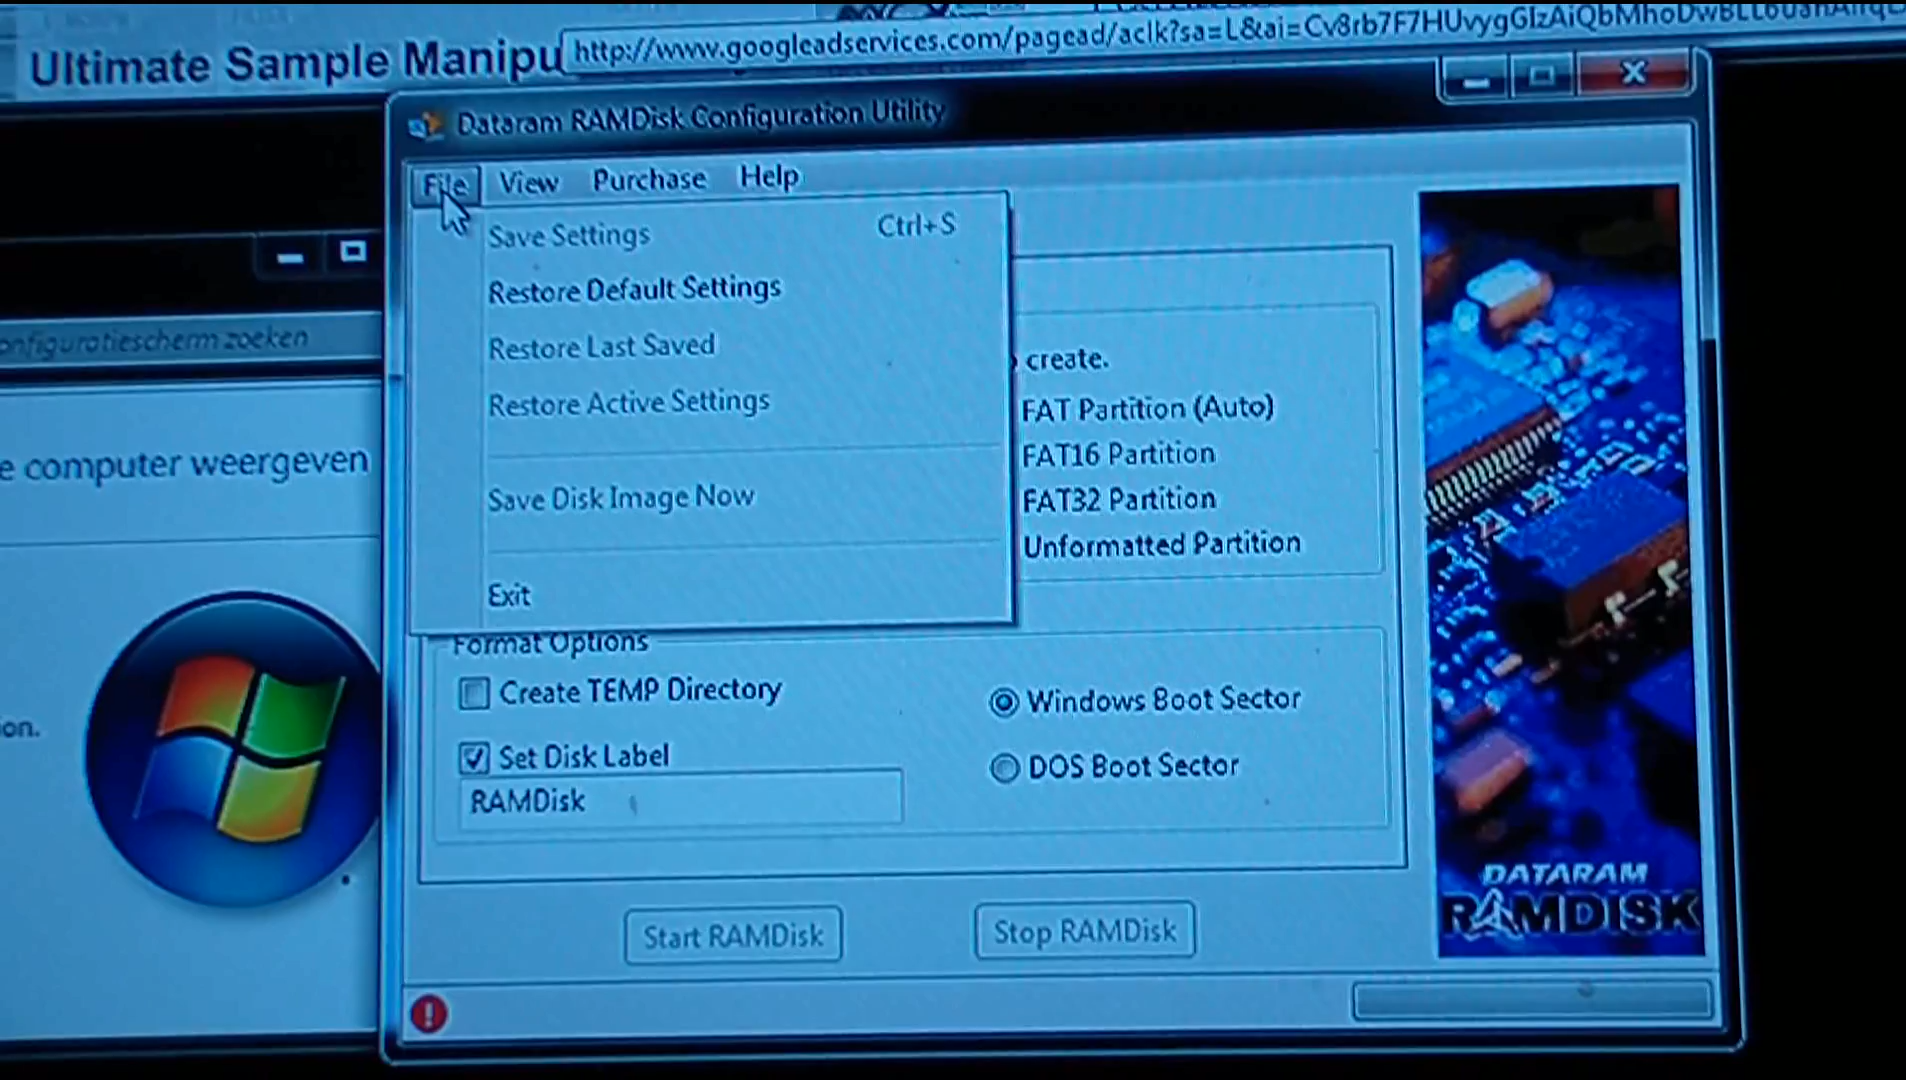 Ultimate Sample Manipu
http://www.googleadservices.com/pagead/aclk?sa=L&ai=Cv8rb7F7HUvygGIzAiQbMhoDwBLL6
Dataram RAMDisk Configuration Utility
File View Purchase Help
Save Settings Ctrl+S
Restore Default Settings
Restore Last Saved
Restore Active Settings
Save Disk Image Now
Exit
create.
FAT Partition (Auto)
FAT16 Partition
FAT32 Partition
Unformatted Partition
onfiguratiescherm zoeken
e computer weergeven
on.
Format Options
Create TEMP Directory
Set Disk Label
RAMDisk
Windows Boot Sector
DOS Boot Sector
Start RAMDisk
Stop RAMDisk
DATARAM
RAMDISK